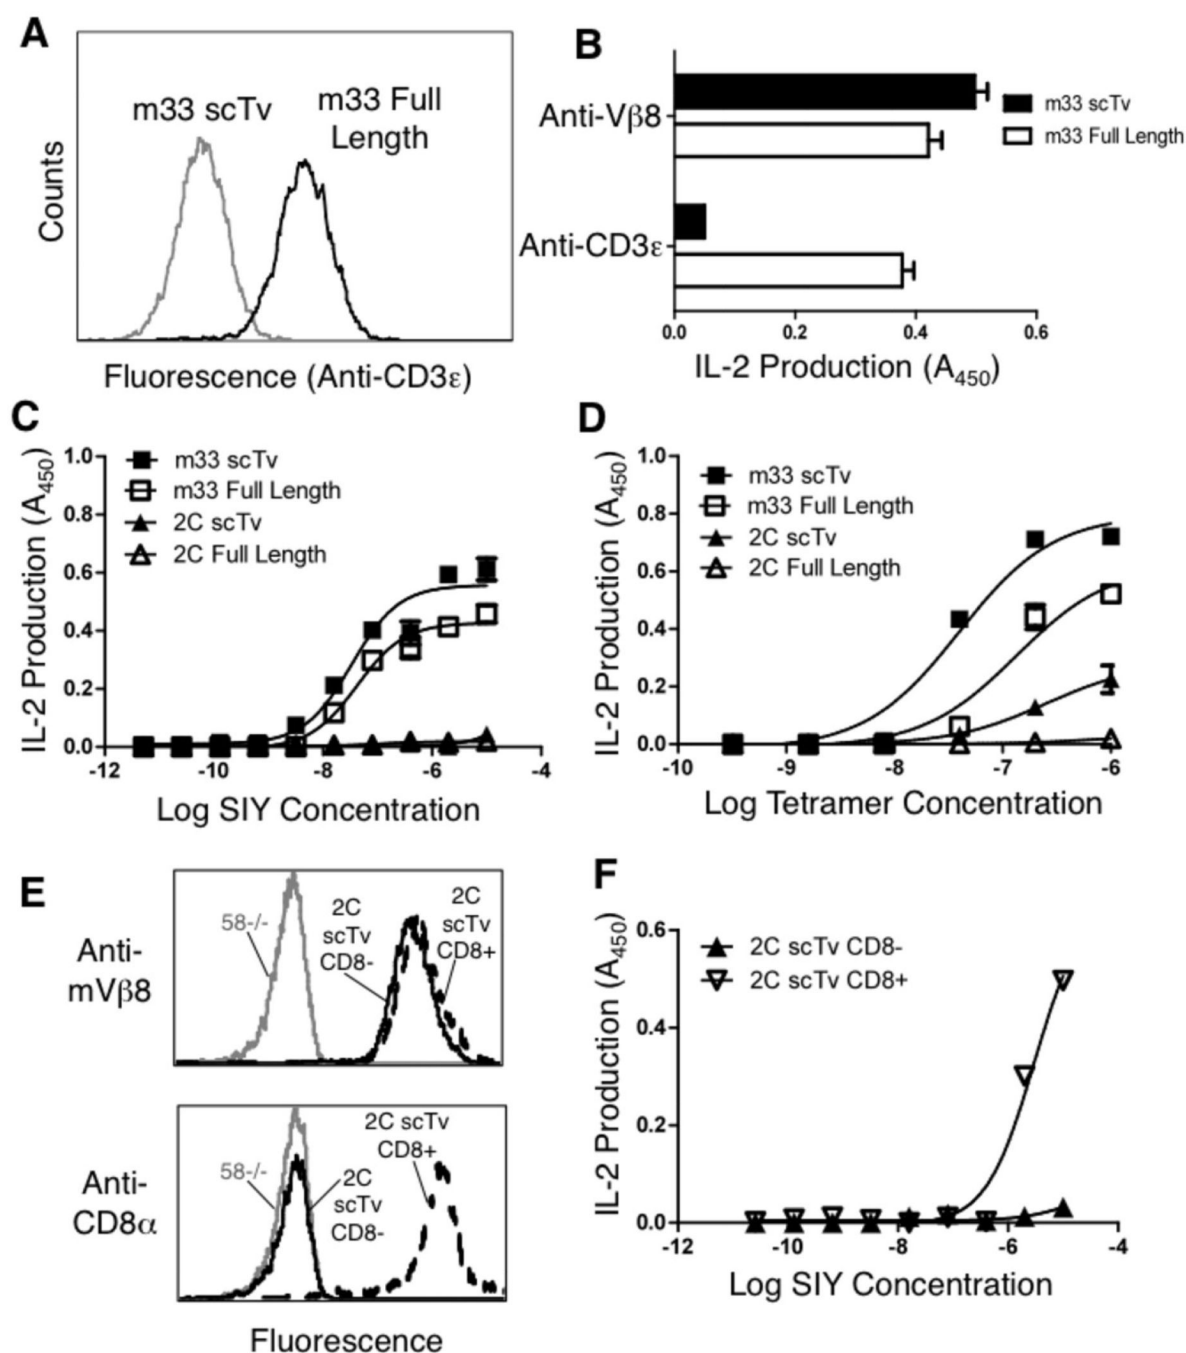 A
m33 scTv
m33 Full
Length
Counts
Fluorescence (Anti-CD3ε)
B
Anti-Vβ8
Anti-CD3ε
m33 scTv
m33 Full Length
0.0 0.2 0.4 0.6
IL-2 Production (A450)
C
m33 scTv
m33 Full Length
2C scTv
2C Full Length
IL-2 Production (A450)
1.0
0.8
0.6
0.4
0.2
0.0
-12 -10 -8 -6 -4
Log SIY Concentration
D
m33 scTv
m33 Full Length
2C scTv
2C Full Length
IL-2 Production (A450)
1.0
0.8
0.6
0.4
0.2
0.0
-10 -9 -8 -7 -6
Log Tetramer Concentration
E
Anti-
mVβ8
58-/-
2C
scTv
CD8-
2C
scTv
CD8+
Anti-
CD8α
58-/-
2C scTv
CD8+
2C
scTv
CD8-
Fluorescence
F
2C scTv CD8-
2C scTv CD8+
IL-2 Production (A450)
0.6
0.4
0.2
0.0
-12 -10 -8 -6 -4
Log SIY Concentration